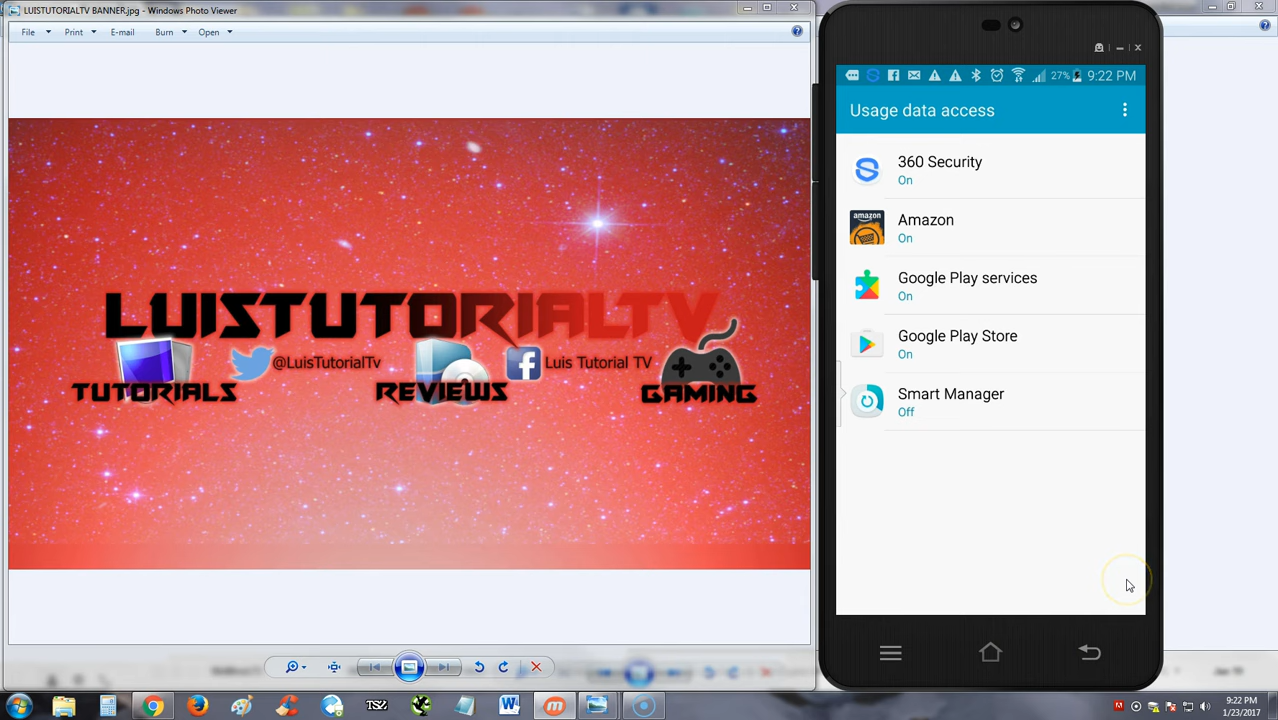 LUISTUTORIALTV BANNER.jpg - Windows Photo Viewer
File Print E-mail Burn Open
LUISTUTORIALTV
@LuisTutorialTv Luis Tutorial TV
TUTORIALS REVIEWS GAMING
27% 9:22 PM
Usage data access
360 Security
On
amazon
Amazon
On
Google Play services
On
Google Play Store
On
Smart Manager
Off
9:22 PM
1/23/2017